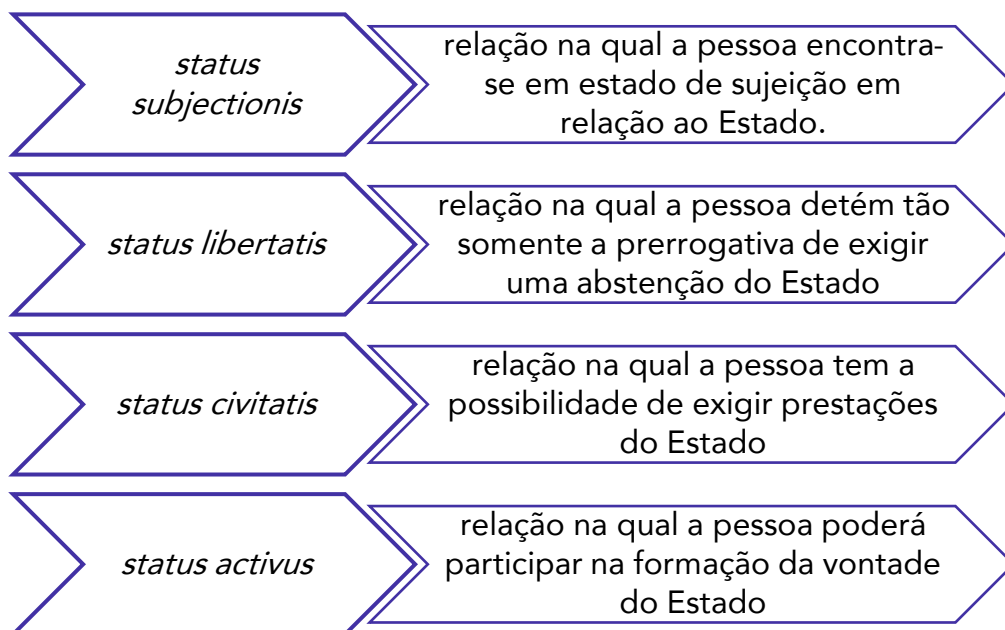 status
subjectionis
relação na qual a pessoa encontra-
se em estado de sujeição em
relação ao Estado.
status libertatis
relação na qual a pessoa detém tão
somente a prerrogativa de exigir
uma abstenção do Estado
status civitatis
relação na qual a pessoa tem a
possibilidade de exigir prestações
do Estado
status activus
relação na qual a pessoa poderá
participar na formação da vontade
do Estado